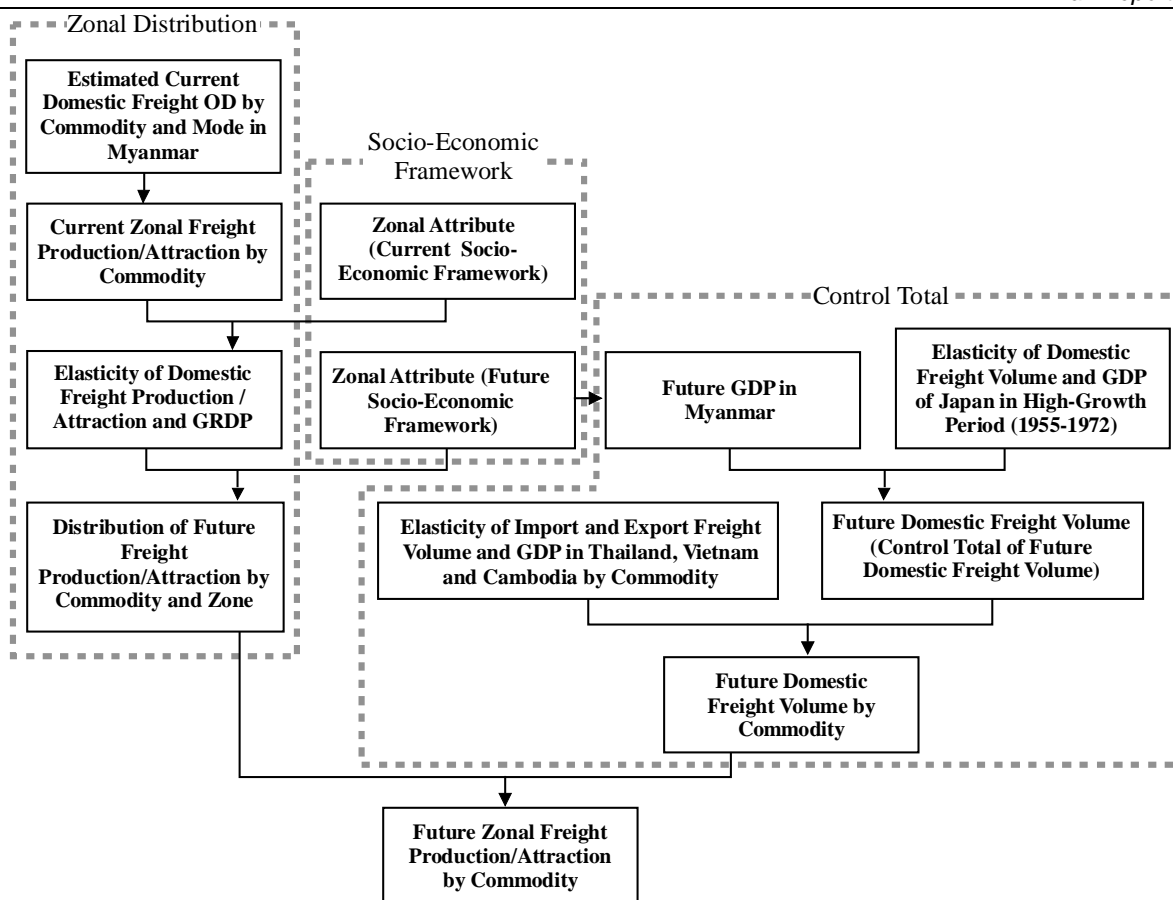 Zonal Distribution
Estimated Current
Domestic Freight OD by
Commodity and Mode in
Myanmar
Socio-Economic
Framework
Current Zonal Freight
Production/Attraction by
Commodity
Zonal Attribute
(Current Socio-
Economic Framework)
Control Total
Elasticity of Domestic
Freight Production /
Attraction and GRDP
Zonal Attribute (Future
Socio-Economic
Framework)
Future GDP in
Myanmar
Elasticity of Domestic
Freight Volume and GDP
of Japan in High-Growth
Period (1955-1972)
Distribution of Future
Freight
Production/Attraction by
Commodity and Zone
Elasticity of Import and Export Freight
Volume and GDP in Thailand, Vietnam
and Cambodia by Commodity
Future Domestic Freight Volume
(Control Total of Future
Domestic Freight Volume)
Future Domestic
Freight Volume by
Commodity
Future Zonal Freight
Production/Attraction
by Commodity